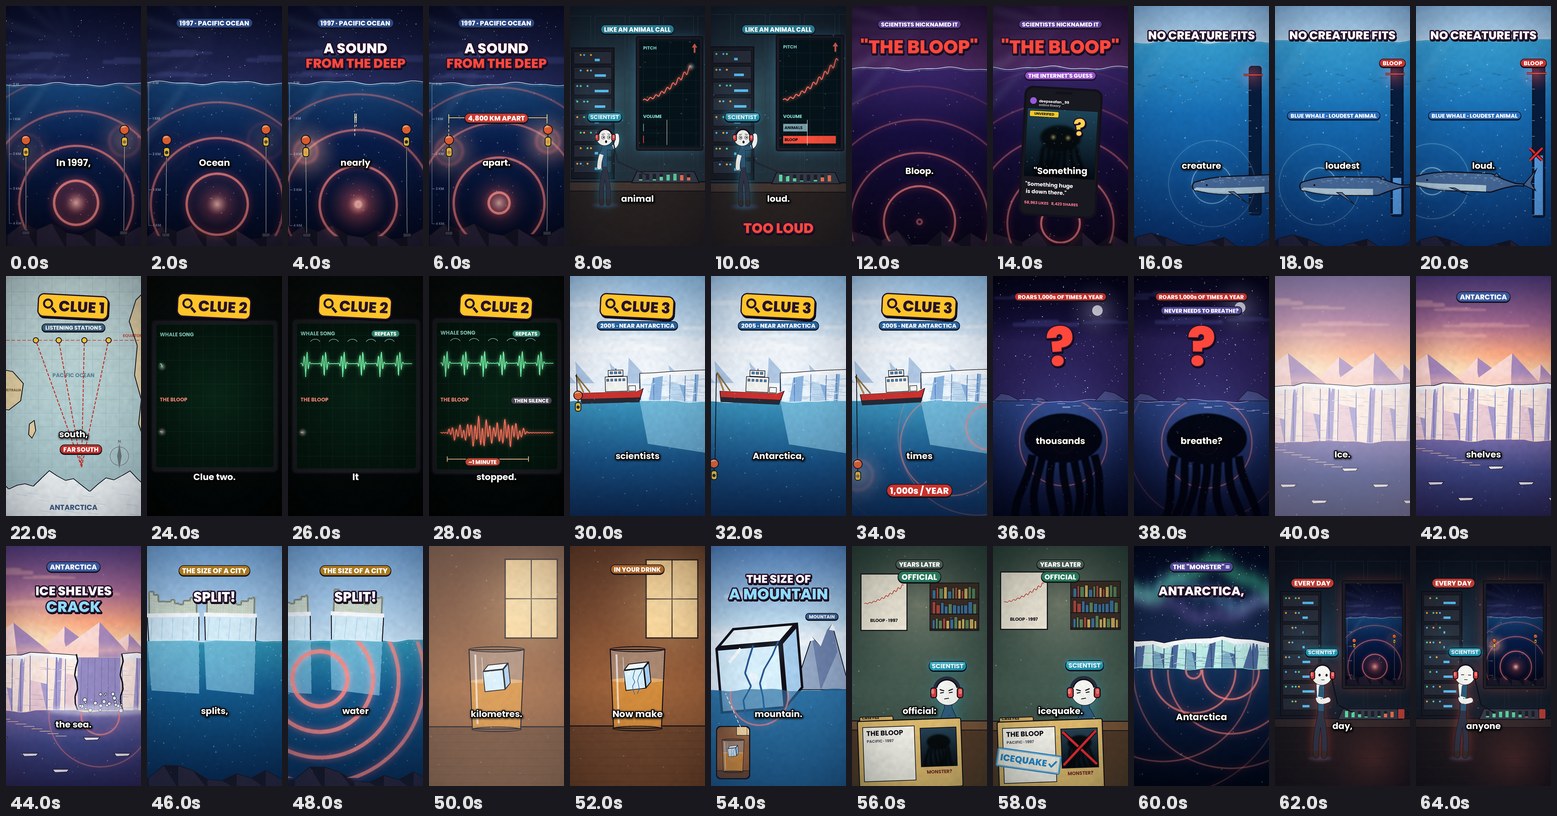 1997 · PACIFIC OCEAN
1997 · PACIFIC OCEAN
A SOUND
FROM THE DEEP
1997 · PACIFIC OCEAN
A SOUND
FROM THE DEEP
4,800 KM APART
LIKE AN ANIMAL CALL
PITCH
SCIENTIST
VOLUME
LIKE AN ANIMAL CALL
PITCH
SCIENTIST
VOLUME
ANIMALS
BLOOP
SCIENTISTS NICKNAMED IT
"THE BLOOP"
SCIENTISTS NICKNAMED IT
"THE BLOOP"
THE INTERNET'S GUESS
NO CREATURE FITS
NO CREATURE FITS
BLOOP
BLUE WHALE · LOUDEST ANIMAL
NO CREATURE FITS
BLOOP
BLUE WHALE · LOUDEST ANIMAL
In 1997,
Ocean
nearly
apart.
animal
loud.
TOO LOUD
Bloop.
"Something
"Something huge
is down there."
creature
loudest
loud.
0.0s
2.0s
4.0s
6.0s
8.0s
10.0s
12.0s
14.0s
16.0s
18.0s
20.0s
CLUE 1
LISTENING STATIONS
PACIFIC OCEAN
south,
FAR SOUTH
ANTARCTICA
CLUE 2
WHALE SONG
THE BLOOP
Clue two.
CLUE 2
WHALE SONG
REPEATS
THE BLOOP
It
CLUE 2
WHALE SONG
REPEATS
THE BLOOP
THEN SILENCE
~1 MINUTE
stopped.
CLUE 3
2005 · NEAR ANTARCTICA
scientists
CLUE 3
2005 · NEAR ANTARCTICA
Antarctica,
CLUE 3
2005 · NEAR ANTARCTICA
times
1,000s / YEAR
ROARS 1,000s OF TIMES A YEAR
?
thousands
ROARS 1,000s OF TIMES A YEAR
NEVER NEEDS TO BREATHE?
?
breathe?
Ice.
ANTARCTICA
shelves
22.0s
24.0s
26.0s
28.0s
30.0s
32.0s
34.0s
36.0s
38.0s
40.0s
42.0s
ANTARCTICA
ICE SHELVES
CRACK
the sea.
THE SIZE OF A CITY
SPLIT!
splits,
THE SIZE OF A CITY
SPLIT!
water
kilometres.
IN YOUR DRINK
Now make
THE SIZE OF
A MOUNTAIN
MOUNTAIN
mountain.
YEARS LATER
OFFICIAL
BLOOP · 1997
SCIENTIST
official:
THE BLOOP
PACIFIC · 1997
MONSTER?
YEARS LATER
OFFICIAL
BLOOP · 1997
SCIENTIST
icequake.
THE BLOOP
PACIFIC · 1997
ICEQUAKE
MONSTER?
THE "MONSTER" =
ANTARCTICA,
Antarctica
EVERY DAY
SCIENTIST
day,
EVERY DAY
SCIENTIST
anyone
44.0s
46.0s
48.0s
50.0s
52.0s
54.0s
56.0s
58.0s
60.0s
62.0s
64.0s